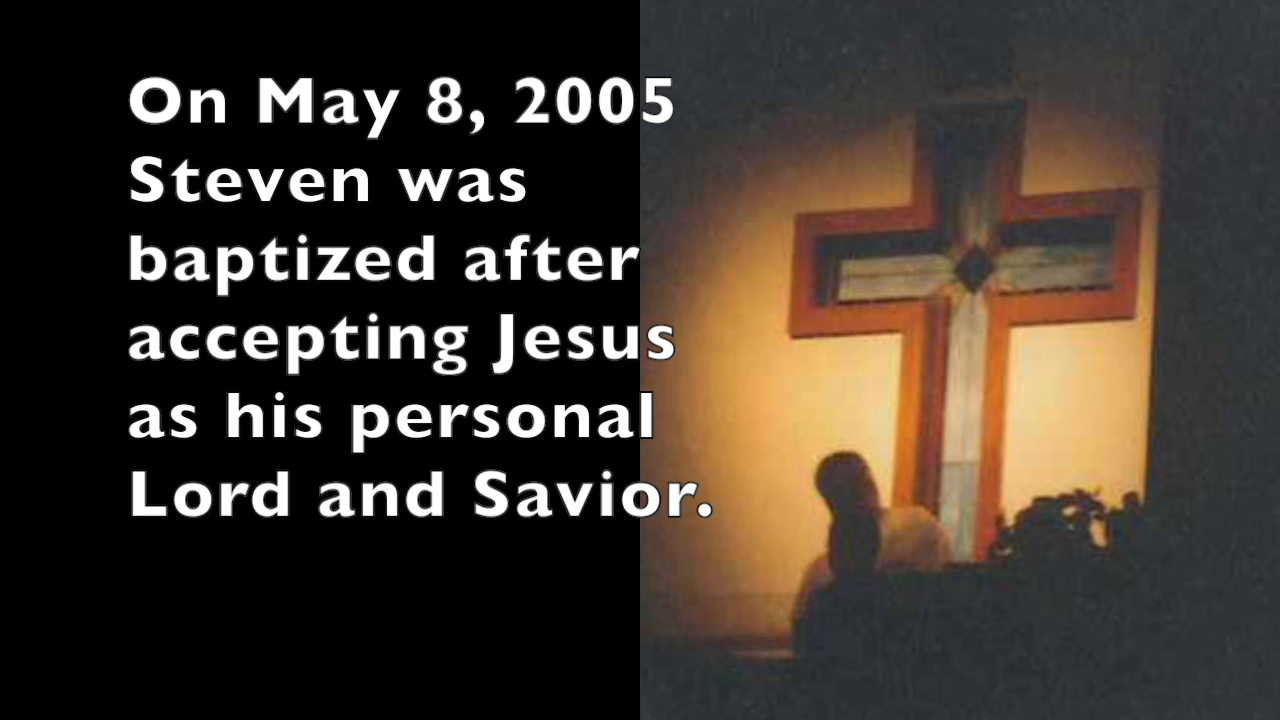 On May 8, 2005
Steven was
baptized after
accepting Jesus
as his personal
Lord and Savior.